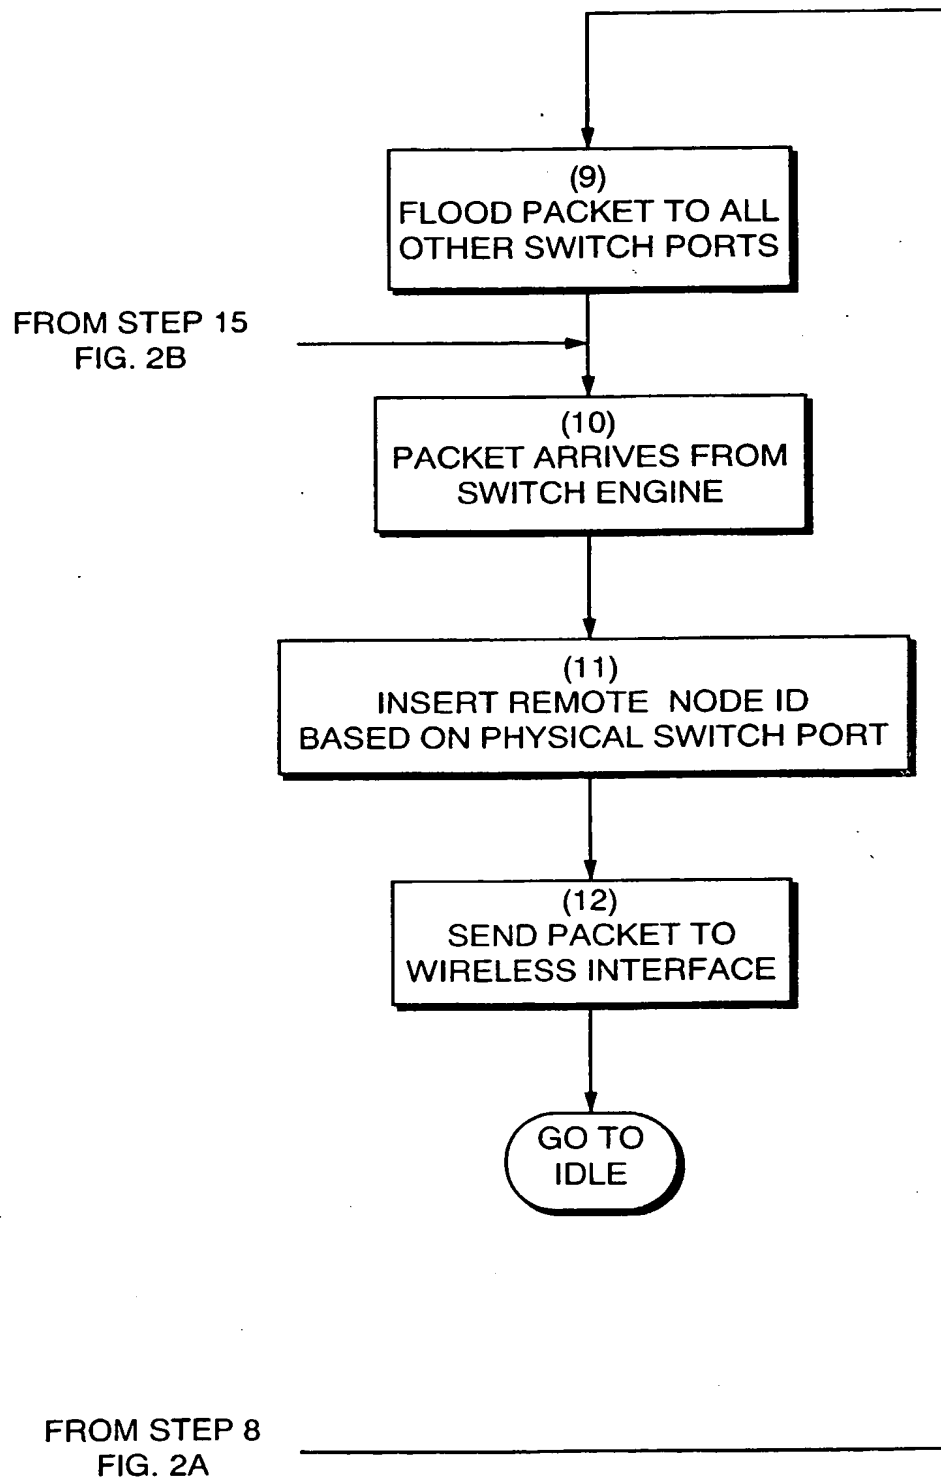 (9)
FLOOD PACKET TO ALL
OTHER SWITCH PORTS
FROM STEP 15
FIG. 2B
(10)
PACKET ARRIVES FROM
SWITCH ENGINE
(11)
INSERT REMOTE NODE ID
BASED ON PHYSICAL SWITCH PORT
(12)
SEND PACKET TO
WIRELESS INTERFACE
GO TO
IDLE
FROM STEP 8
FIG. 2A